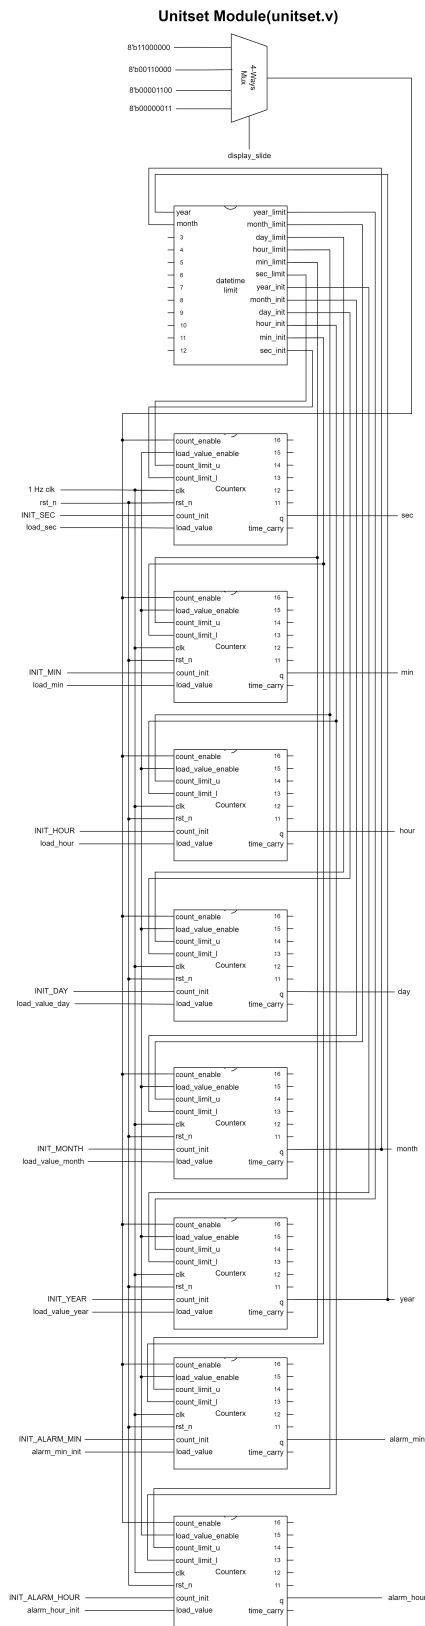 Unitset Module(unitset.v)
8'b11000000
8'b00110000
8'b00001100
8'b00000011
4-Ways
Mux
display_slide
year year_limit
month month_limit
3 day_limit
4 hour_limit
5 min_limit
6 sec_limit
7 year_init
8 month_init
9 day_init
10 hour_init
11 min_init
12 sec_init
datetime
limit
count_enable 16
load_value_enable 15
count_limit_u 14
count_limit_l 13
1 Hz clk clk Counterx 12
rst_n rst_n 11
INIT_SEC count_init q sec
load_sec load_value time_carry
count_enable 16
load_value_enable 15
count_limit_u 14
count_limit_l 13
clk Counterx 12
rst_n 11
INIT_MIN count_init q min
load_min load_value time_carry
count_enable 16
load_value_enable 15
count_limit_u 14
count_limit_l 13
clk Counterx 12
rst_n 11
INIT_HOUR count_init q hour
load_hour load_value time_carry
count_enable 16
load_value_enable 15
count_limit_u 14
count_limit_l 13
clk Counterx 12
rst_n 11
INIT_DAY count_init q day
load_value_day load_value time_carry
count_enable 16
load_value_enable 15
count_limit_u 14
count_limit_l 13
clk Counterx 12
rst_n 11
INIT_MONTH count_init q month
load_value_month load_value time_carry
count_enable 16
load_value_enable 15
count_limit_u 14
count_limit_l 13
clk Counterx 12
rst_n 11
INIT_YEAR count_init q year
load_value_year load_value time_carry
count_enable 16
load_value_enable 15
count_limit_u 14
count_limit_l 13
clk Counterx 12
rst_n 11
INIT_ALARM_MIN count_init q alarm_min
alarm_min_init load_value time_carry
count_enable 16
load_value_enable 15
count_limit_u 14
count_limit_l 13
clk Counterx 12
rst_n 11
INIT_ALARM_HOUR count_init q alarm_hour
alarm_hour_init load_value time_carry